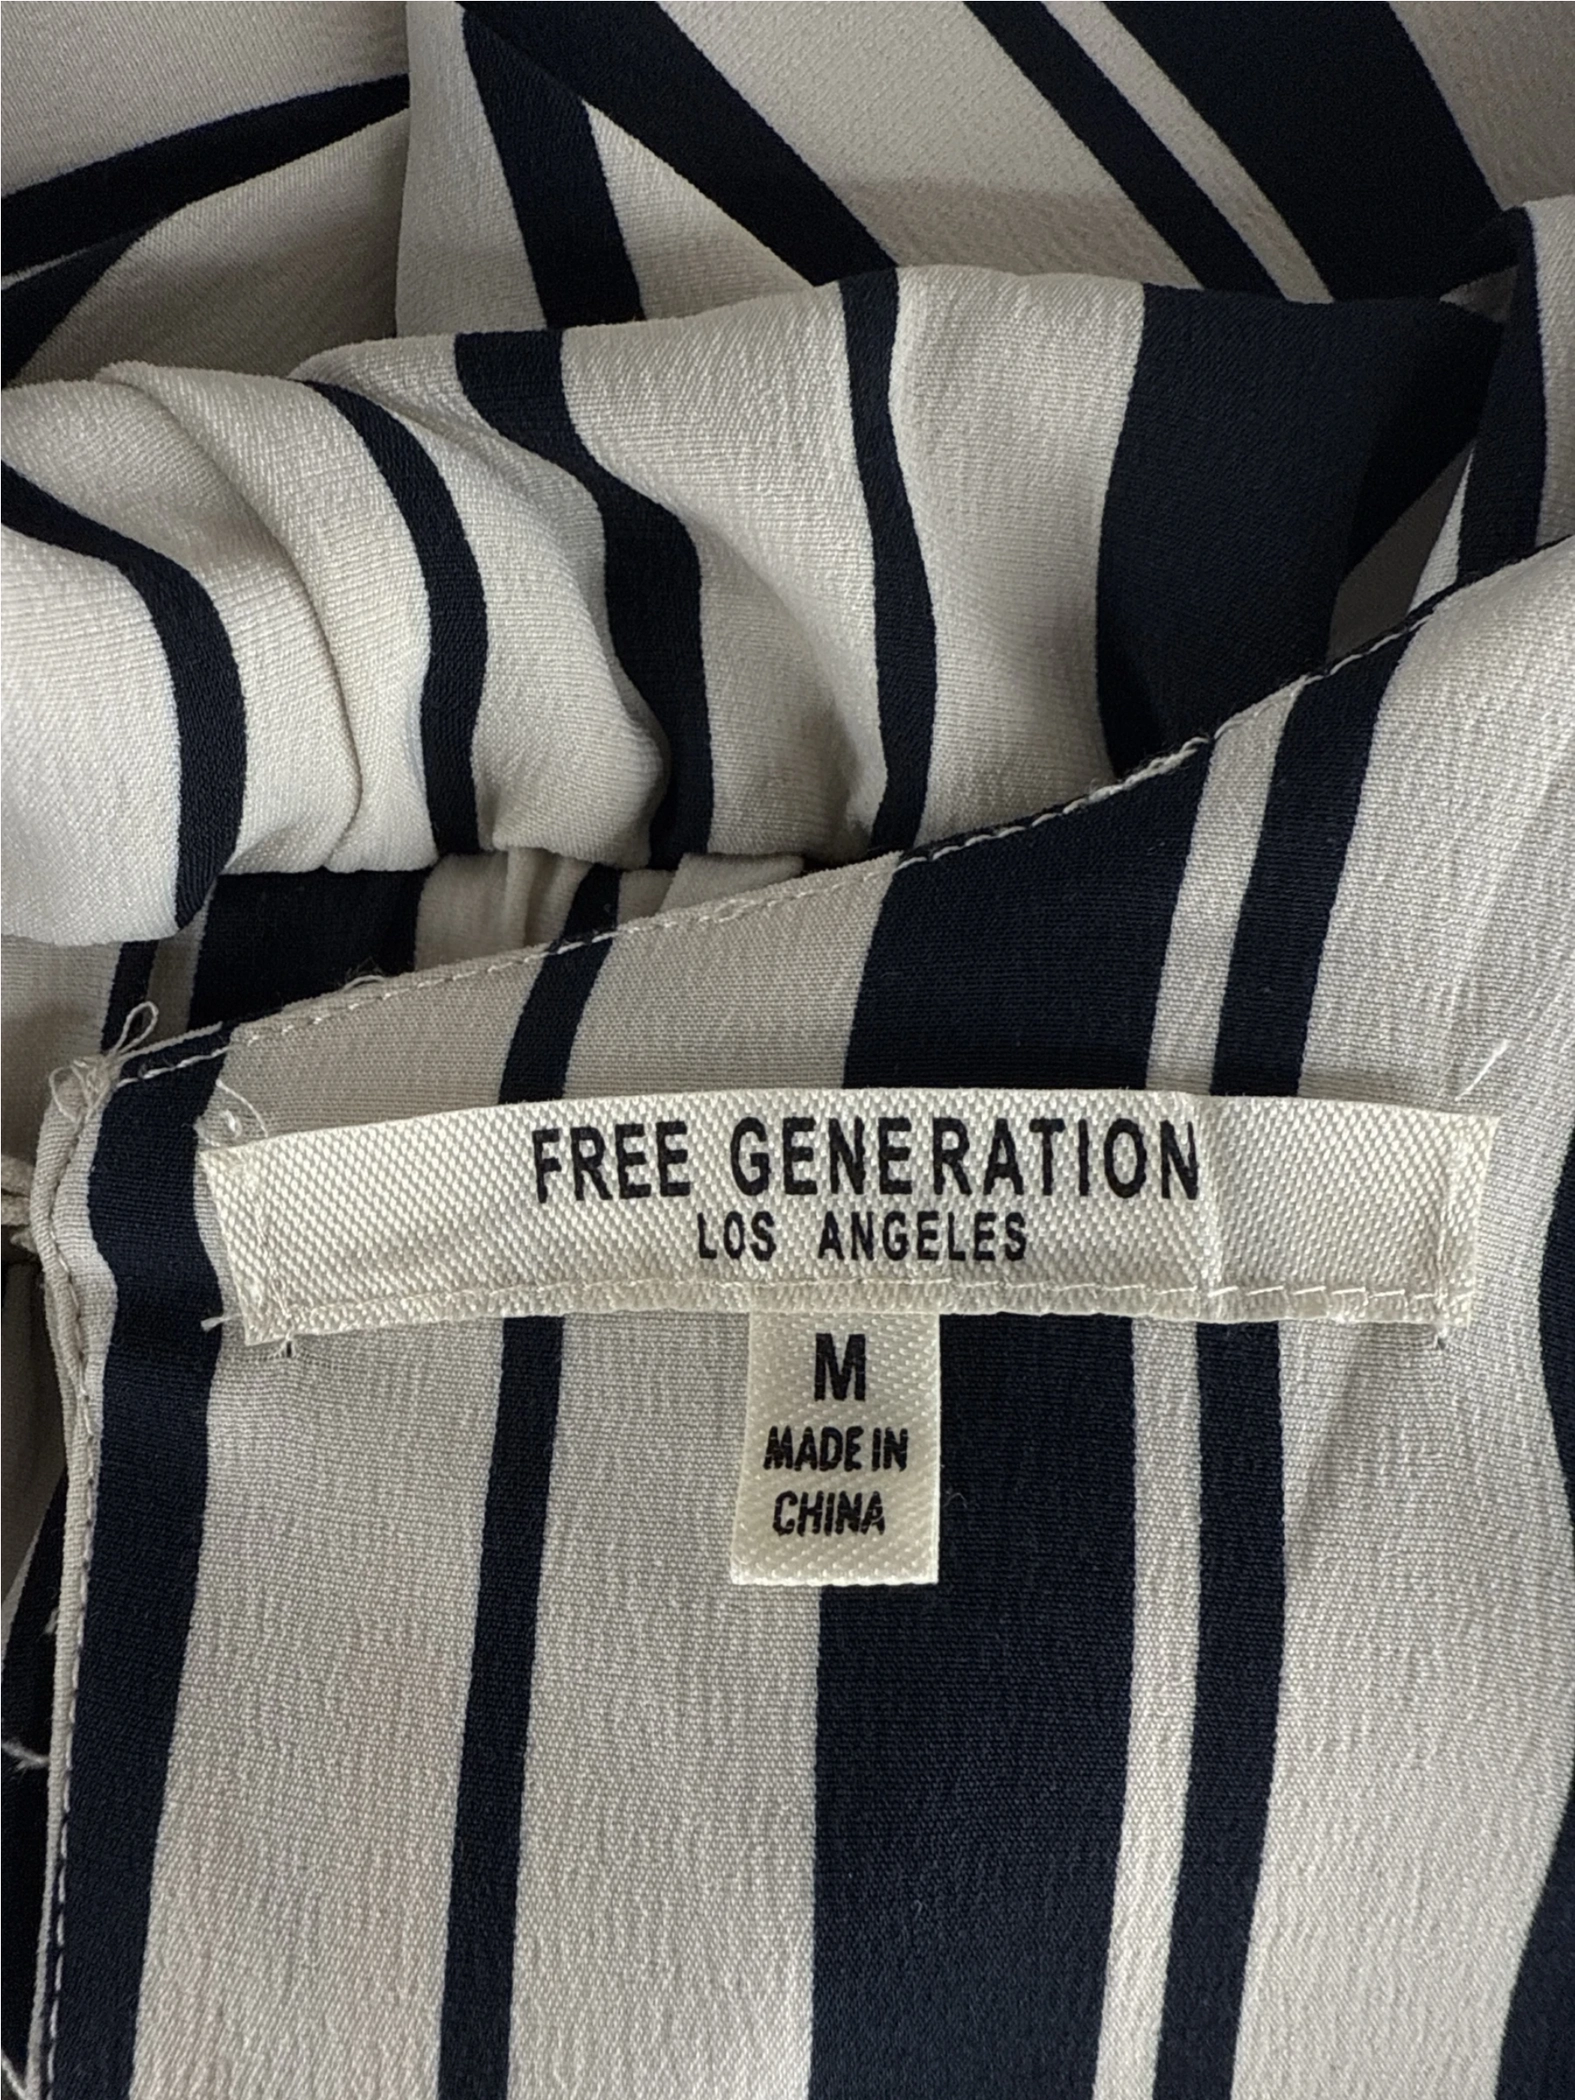 FREE GENERATION
LOS ANGELES
M
MADE IN
CHINA